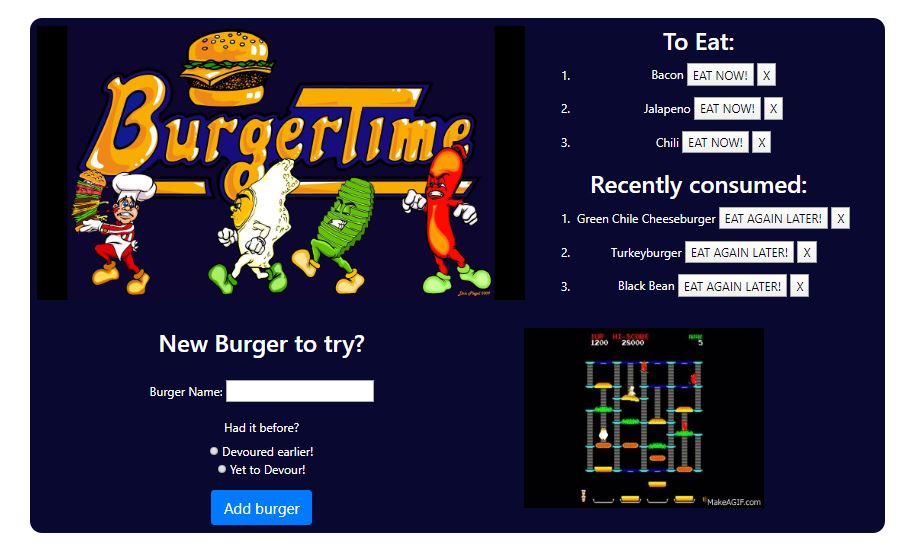 BurgerTime
To Eat:
1. Bacon EAT NOW! X
2. Jalapeno EAT NOW! X
3. Chili EAT NOW! X
Recently consumed:
1. Green Chile Cheeseburger EAT AGAIN LATER! X
2. Turkeyburger EAT AGAIN LATER! X
3. Black Bean EAT AGAIN LATER! X
New Burger to try?
Burger Name:
Had it before?
Devoured earlier!
Yet to Devour!
Add burger
1UP HI-SCORE
1200 28000 5
MakeAGIF.com